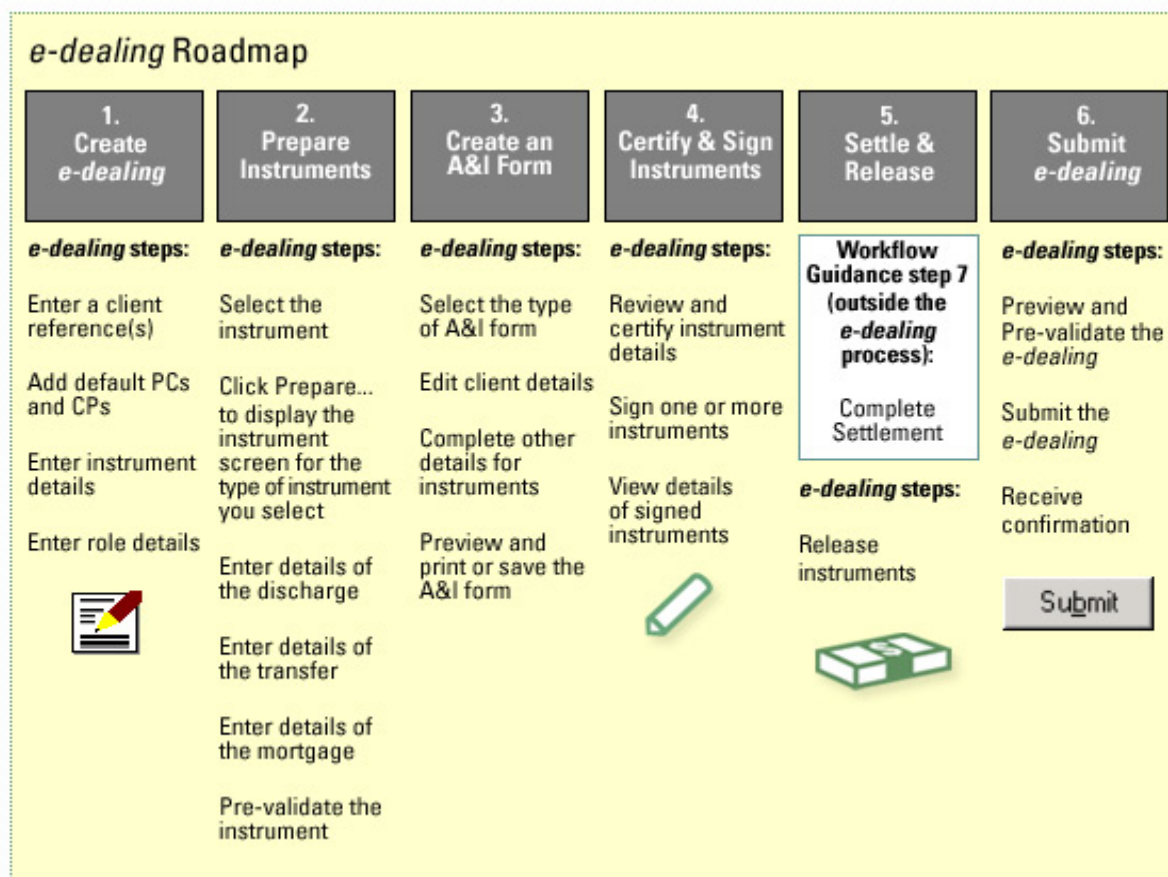 e-dealing Roadmap
1.
Create
e-dealing
e-dealing steps:
Enter a client
reference(s)
Add default PCs
and CPs
Enter instrument
details
Enter role details
2.
Prepare
Instruments
e-dealing steps:
Select the
instrument
Click Prepare...
to display the
instrument
screen for the
type of instrument
you select
Enter details of
the discharge
Enter details of
the transfer
Enter details of
the mortgage
Pre-validate the
instrument
3.
Create an
A&I Form
e-dealing steps:
Select the type
of A&I form
Edit client details
Complete other
details for
instruments
Preview and
print or save the
A&I form
4.
Certify & Sign
Instruments
e-dealing steps:
Review and
certify instrument
details
Sign one or more
instruments
View details
of signed
instruments
5.
Settle &
Release
Workflow
Guidance step 7
(outside the
e-dealing
process):
Complete
Settlement
e-dealing steps:
Release
instruments
6.
Submit
e-dealing
e-dealing steps:
Preview and
Pre-validate the
e-dealing
Submit the
e-dealing
Receive
confirmation
Submit